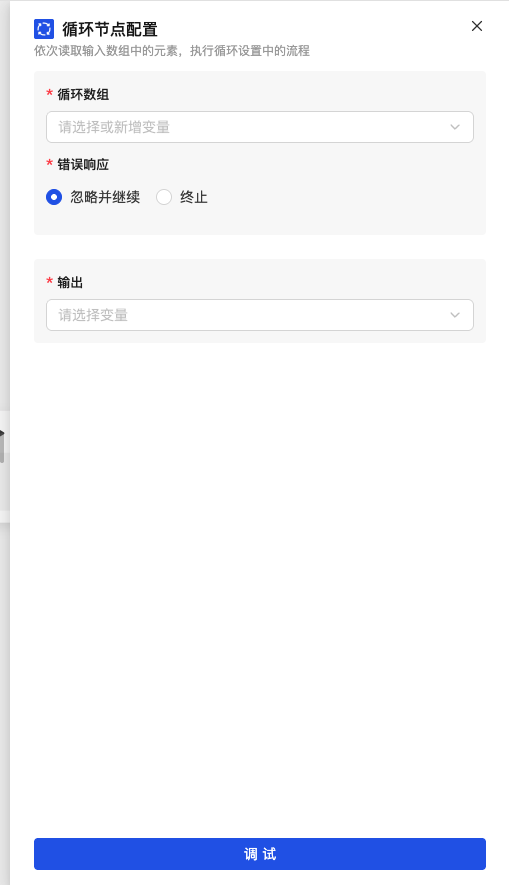 循环节点配置
依次读取输入数组中的元素，执行循环设置中的流程
* 循环数组
请选择或新增变量
* 错误响应
忽略并继续 终止
* 输出
请选择变量
调 试